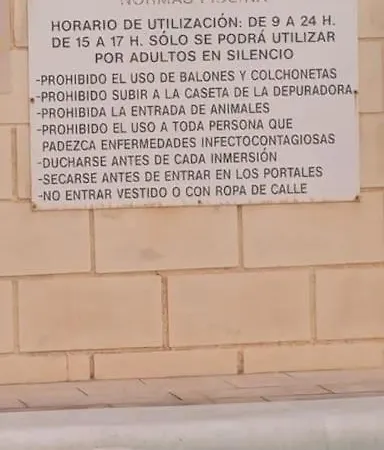 NORMAS PISCINA
HORARIO DE UTILIZACIÓN: DE 9 A 24 H.
DE 15 A 17 H. SÓLO SE PODRÁ UTILIZAR
POR ADULTOS EN SILENCIO
-PROHIBIDO EL USO DE BALONES Y COLCHONETAS
-PROHIBIDO SUBIR A LA CASETA DE LA DEPURADORA
-PROHIBIDA LA ENTRADA DE ANIMALES
-PROHIBIDO EL USO A TODA PERSONA QUE
PADEZCA ENFERMEDADES INFECTOCONTAGIOSAS
-DUCHARSE ANTES DE CADA INMERSIÓN
-SECARSE ANTES DE ENTRAR EN LOS PORTALES
-NO ENTRAR VESTIDO O CON ROPA DE CALLE